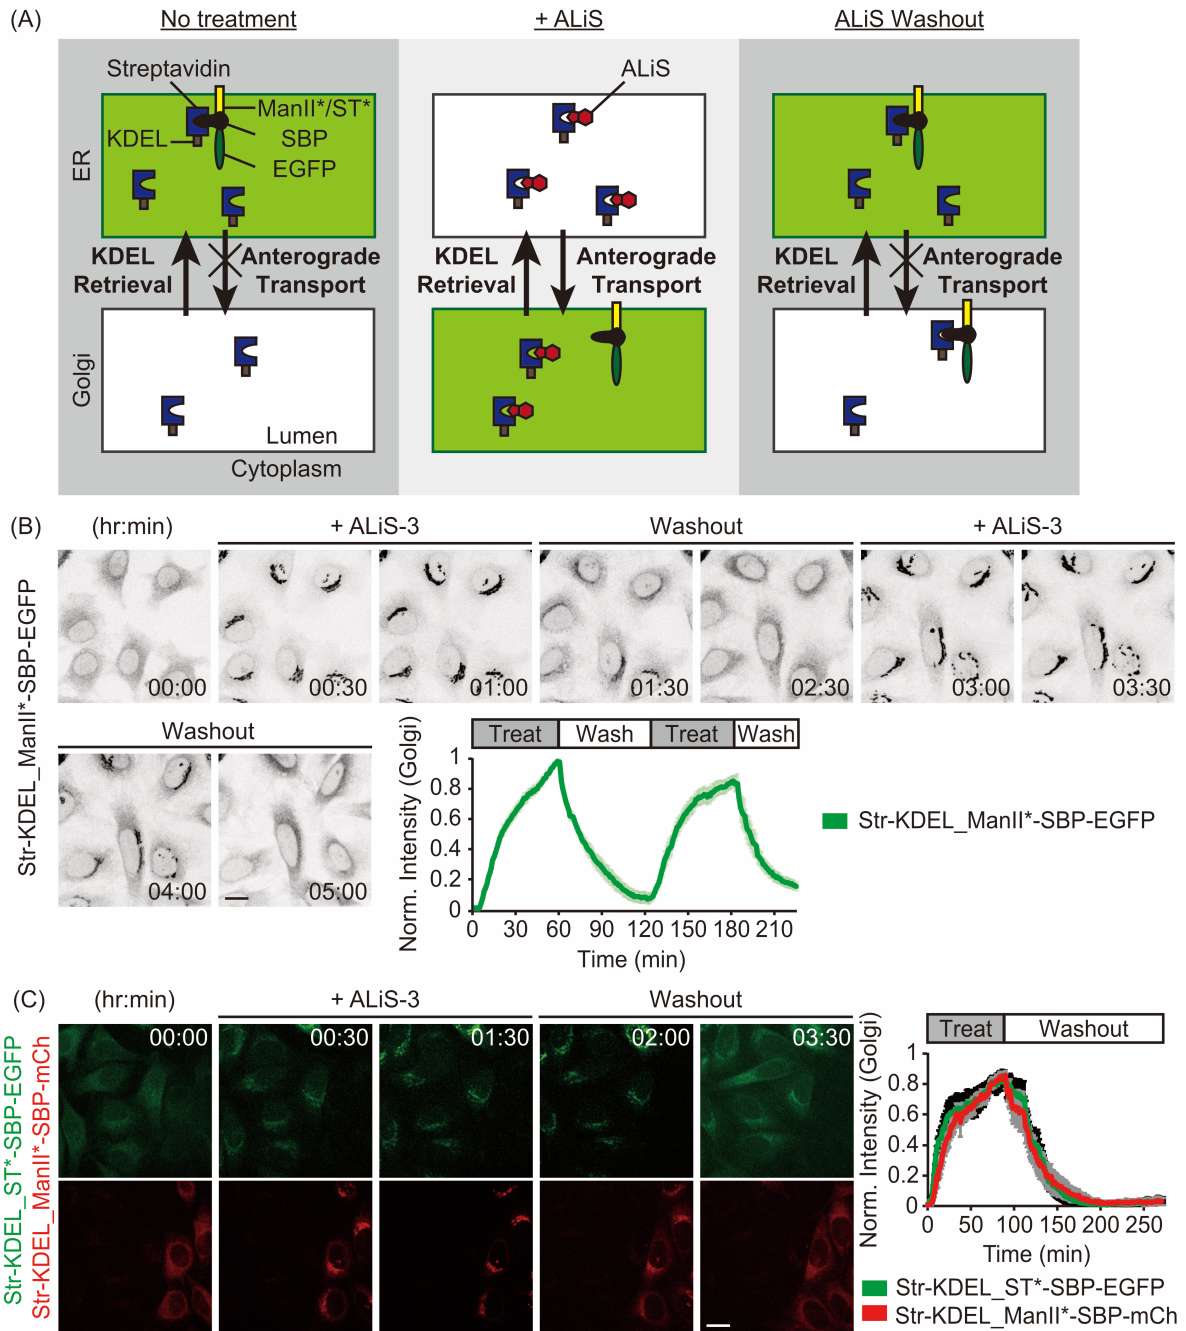 (A)
No treatment
+ ALiS
ALiS Washout
Streptavidin
ManII*/ST*
KDEL
SBP
EGFP
ALiS
ER
KDEL
Retrieval
Anterograde
Transport
KDEL
Retrieval
Anterograde
Transport
KDEL
Retrieval
Anterograde
Transport
Golgi
Lumen
Cytoplasm
(B)
(hr:min)
+ ALiS-3
Washout
+ ALiS-3
Str-KDEL_ManII*-SBP-EGFP
00:00
00:30
01:00
01:30
02:30
03:00
03:30
Washout
04:00
05:00
Treat
Wash
Treat
Wash
Norm. Intensity (Golgi)
1
0.8
0.6
0.4
0.2
0
0 30 60 90 120 150 180 210
Time (min)
Str-KDEL_ManII*-SBP-EGFP
(C)
(hr:min)
+ ALiS-3
Washout
Str-KDEL_ST*-SBP-EGFP
Str-KDEL_ManII*-SBP-mCh
00:00
00:30
01:30
02:00
03:30
Treat
Washout
Norm. Intensity (Golgi)
1
0.8
0.6
0.4
0.2
0
0 50 100 150 200 250
Time (min)
Str-KDEL_ST*-SBP-EGFP
Str-KDEL_ManII*-SBP-mCh